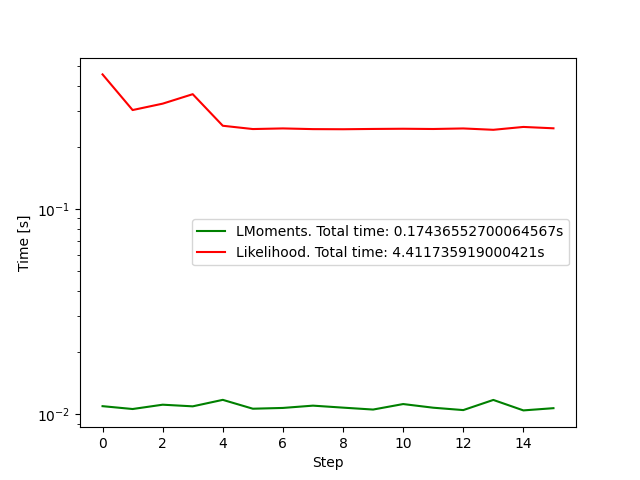 10⁻¹
Time [s]
LMoments. Total time: 0.17436552700064567s
Likelihood. Total time: 4.411735919000421s
10⁻²
0 2 4 6 8 10 12 14
Step